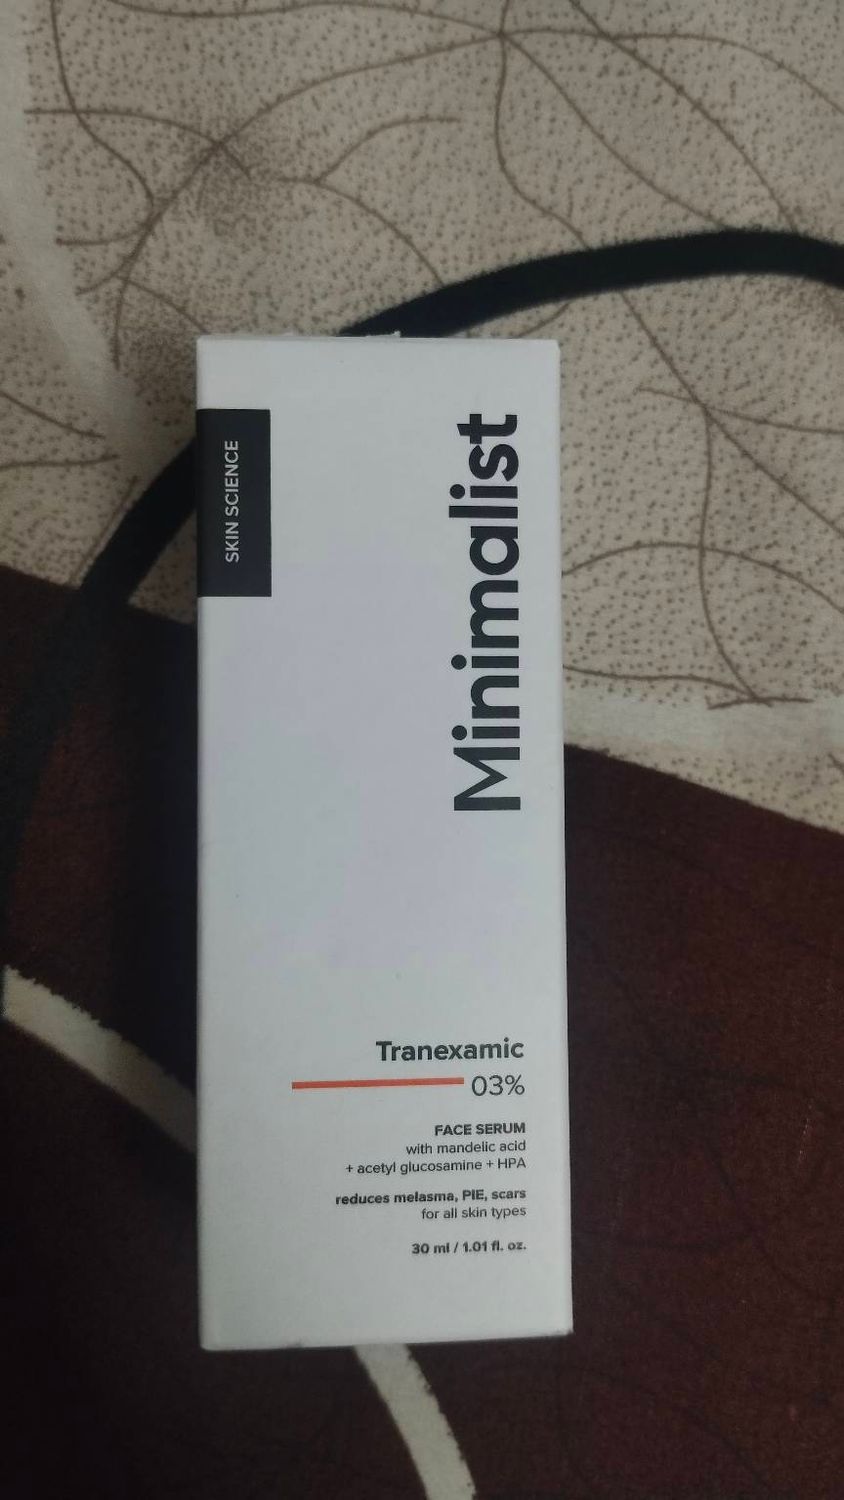 SKIN SCIENCE
Minimalist
Tranexamic
03%
FACE SERUM
with mandelic acid
+ acetyl glucosamine + HPA
reduces melasma, PIE, scars
for all skin types
30 ml / 1.01 fl. oz.